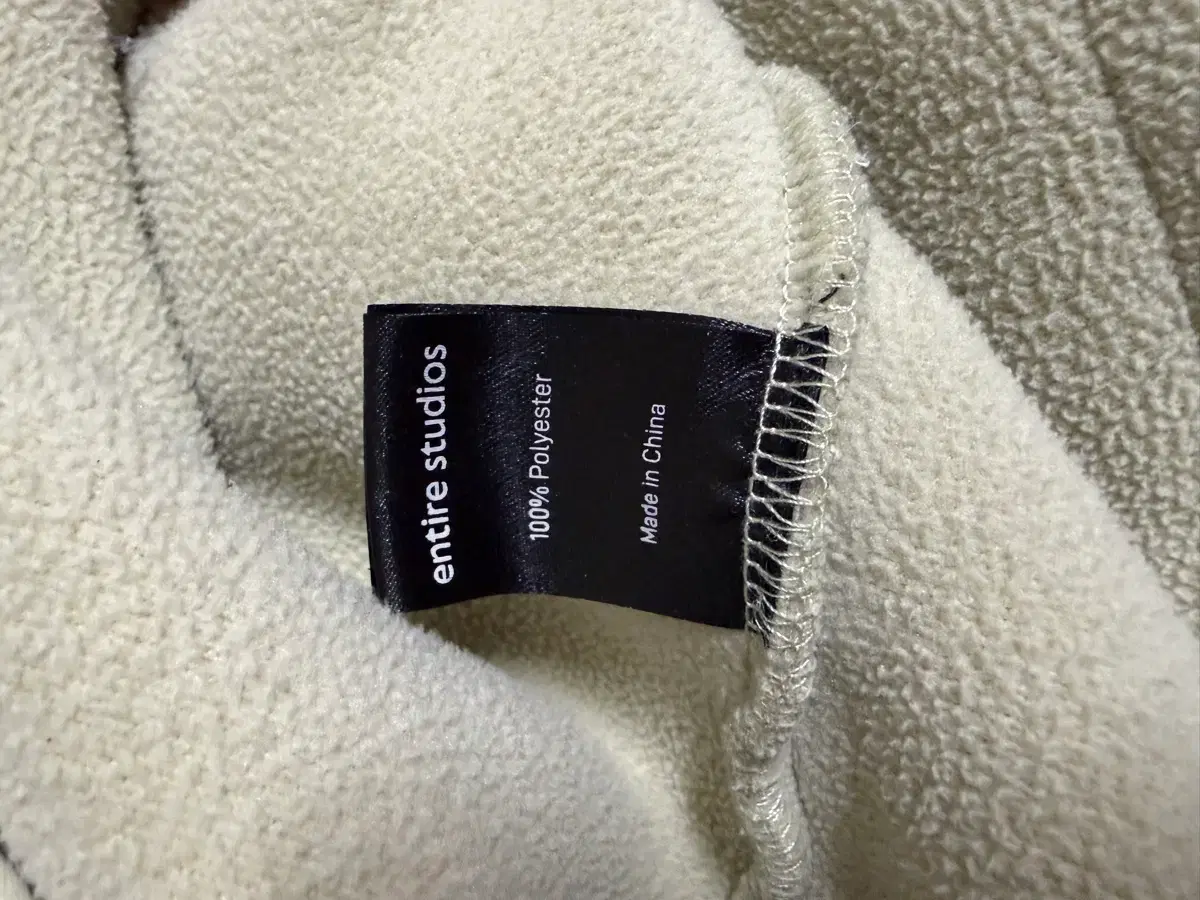 entire studios
100% Polyester
Made in China